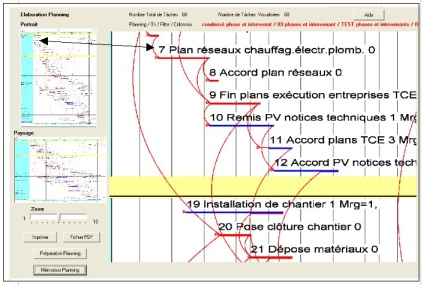 Elaboration Planning
Nombre Total de Tâches 68
Nombre de Tâches Visualisées 68
Aide
Portrait
Planning / Tri / Filtre / Colonnes
condensé phase et intervenant / 03 phases et intervenant / TEST phases et intervenants /
7 Plan réseaux chauffag.électr.plomb. 0
8 Accord plan réseaux 0
9 Fin plans exécution entreprises TCE
10 Remis PV notices techniques 1
11 Accord plans TCE 3 Mrg
12 Accord PV notices tech
Paysage
19 Installation de chantier 1 Mrg=1,
20 Pose clôture chantier 0
21 Dépose matériaux 0
Zoom
1
10
Imprimer
Fichier PDF
Préparation Planning
Mémoriser Planning